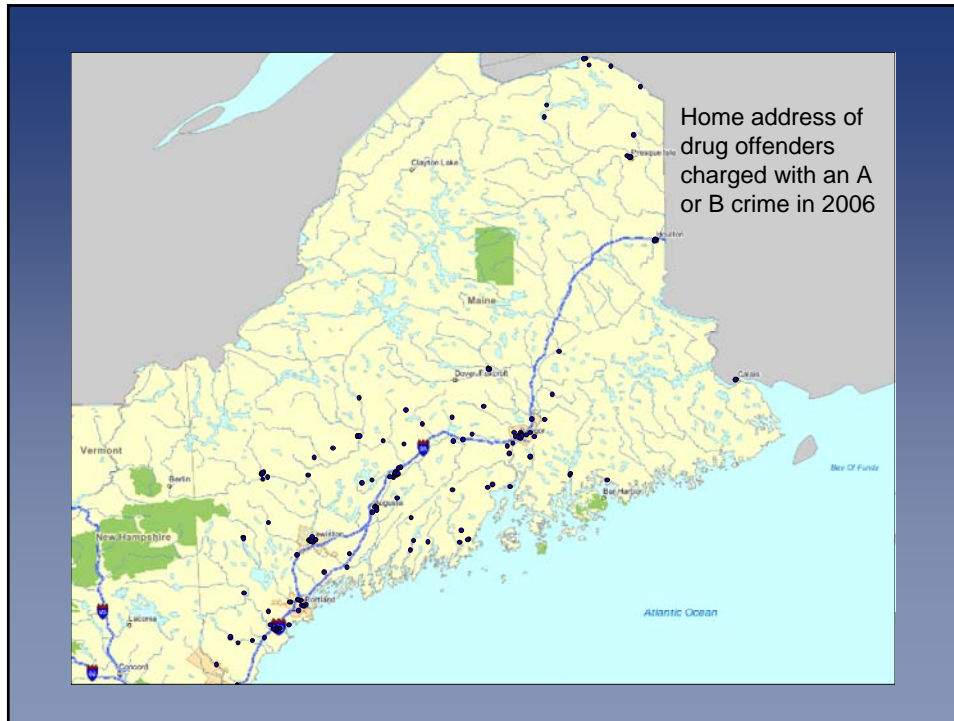 Home address of
drug offenders
charged with an A
or B crime in 2006
Clayton Lake
Presque Isle
Houlton
Maine
Dover-Foxcroft
Calais
Vermont
Berlin
Bar Harbor
Bay Of Fundy
Augusta
New Hampshire
Lewiston
Portland
Laconia
Atlantic Ocean
Concord